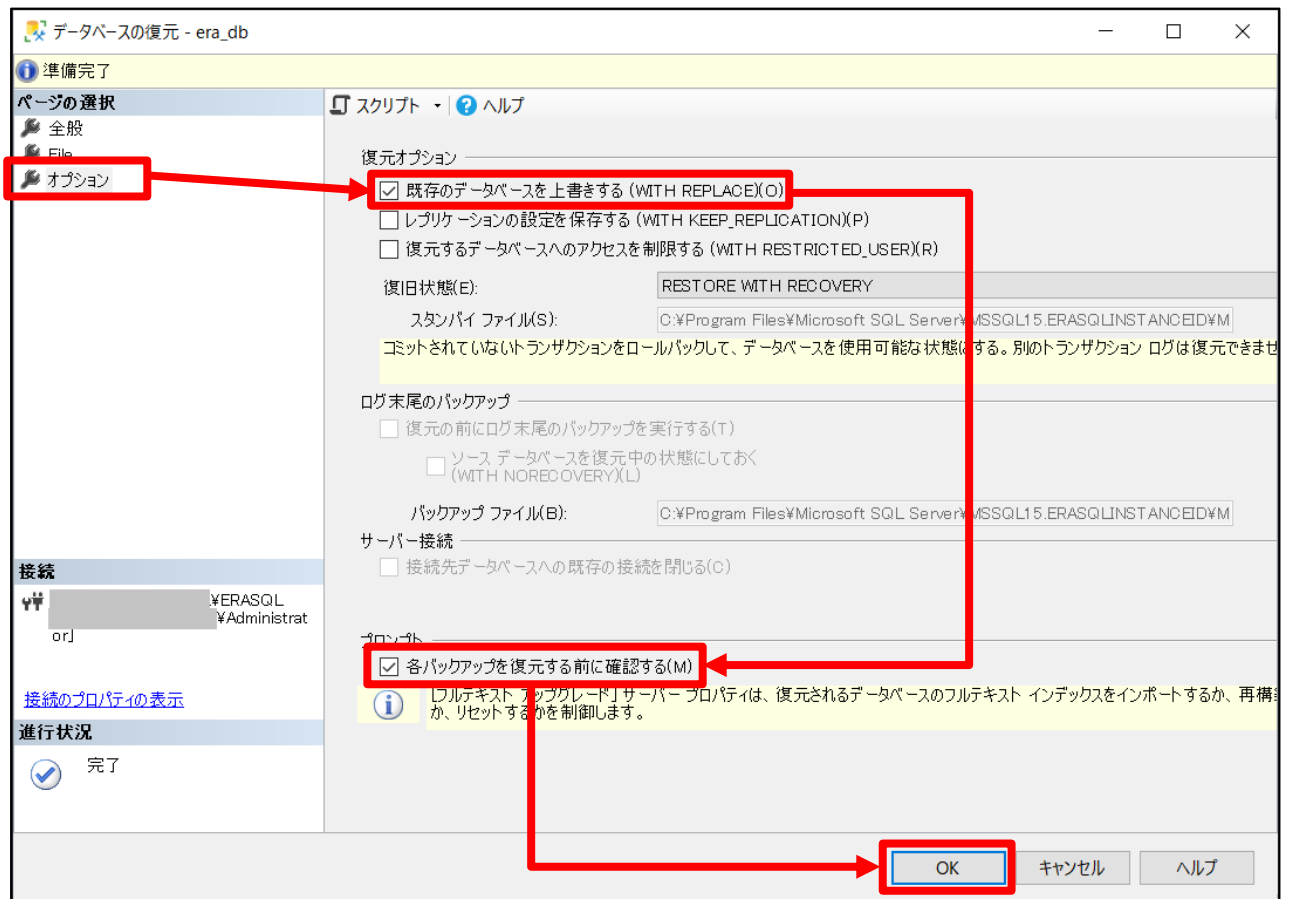 データベースの復元 - era_db
準備完了
ページの選択
全般
File
オプション
スクリプト
ヘルプ
復元オプション
既存のデータベースを上書きする (WITH REPLACE)(O)
レプリケーションの設定を保存する (WITH KEEP_REPLICATION)(P)
復元するデータベースへのアクセスを制限する (WITH RESTRICTED_USER)(R)
復旧状態(E):
RESTORE WITH RECOVERY
スタンバイ ファイル(S):
C:¥Program Files¥Microsoft SQL Server¥MSSQL15.ERASQLINSTANCEID¥M
コミットされていないトランザクションをロールバックして、データベースを使用可能な状態にする。別のトランザクション ログは復元できませ
ログ末尾のバックアップ
復元の前にログ末尾のバックアップを実行する(T)
ソース データベースを復元中の状態にしておく
(WITH NORECOVERY)(L)
バックアップ ファイル(B):
C:¥Program Files¥Microsoft SQL Server¥MSSQL15.ERASQLINSTANCEID¥M
サーバー接続
接続先データベースへの既存の接続を閉じる(C)
接続
¥ERASQL
¥Administrat
or]
接続のプロパティの表示
進行状況
完了
プロンプト
各バックアップを復元する前に確認する(M)
[フルテキスト アップグレード] サーバー プロパティは、復元されるデータベースのフルテキスト インデックスをインポートするか、再構築
か、リセットするかを制御します。
OK
キャンセル
ヘルプ